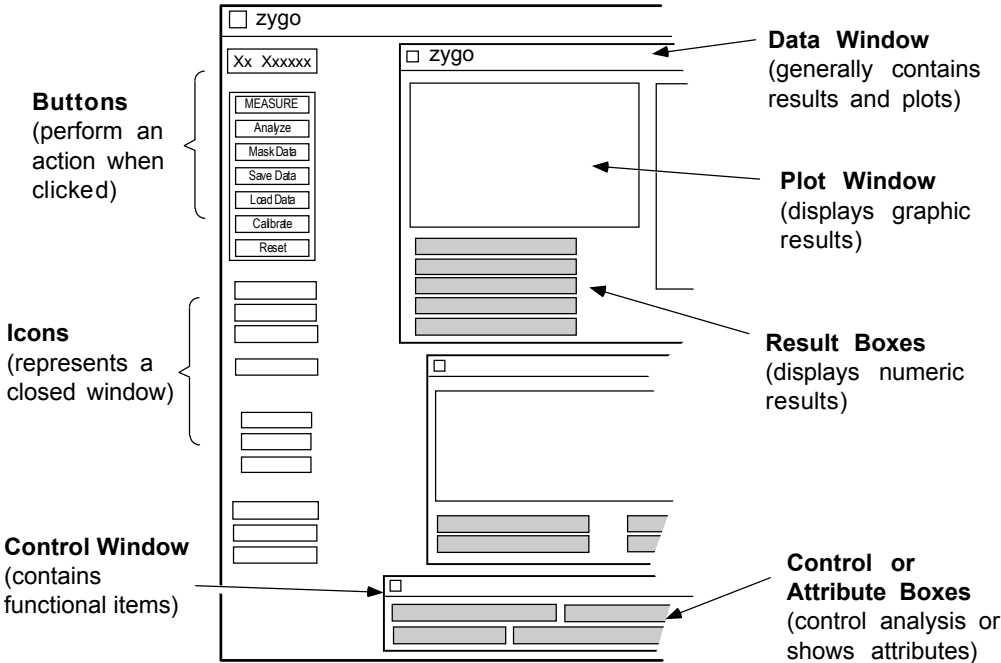 zygo
Xx Xxxxxx
MEASURE
Analyze
Mask Data
Save Data
Load Data
Calibrate
Reset
zygo
Buttons
(perform an
action when
clicked)
Icons
(represents a
closed window)
Control Window
(contains
functional items)
Data Window
(generally contains
results and plots)
Plot Window
(displays graphic
results)
Result Boxes
(displays numeric
results)
Control or
Attribute Boxes
(control analysis or
shows attributes)